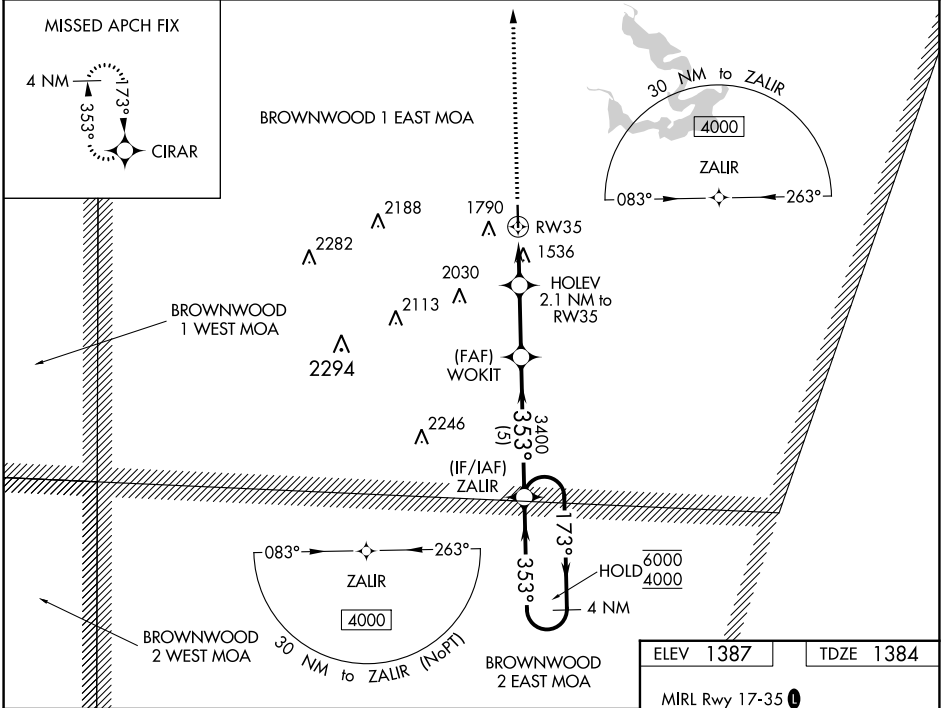 MISSED APCH FIX
4 NM
353°
173°
CIRAR
BROWNWOOD 1 EAST MOA
30 NM to ZALIR
4000
ZALIR
083°
263°
2188
1790
RW35
2282
1536
2030
HOLEV
2.1 NM to
RW35
2113
BROWNWOOD
1 WEST MOA
2294
(FAF)
WOKIT
3400
353°
(5)
2246
(IF/IAF)
ZALIR
173°
353°
HOLD
6000
4000
4 NM
083°
263°
ZALIR
4000
30 NM to ZALIR (NoPT)
BROWNWOOD
2 WEST MOA
BROWNWOOD
2 EAST MOA
ELEV 1387
TDZE 1384
MIRL Rwy 17-35 L